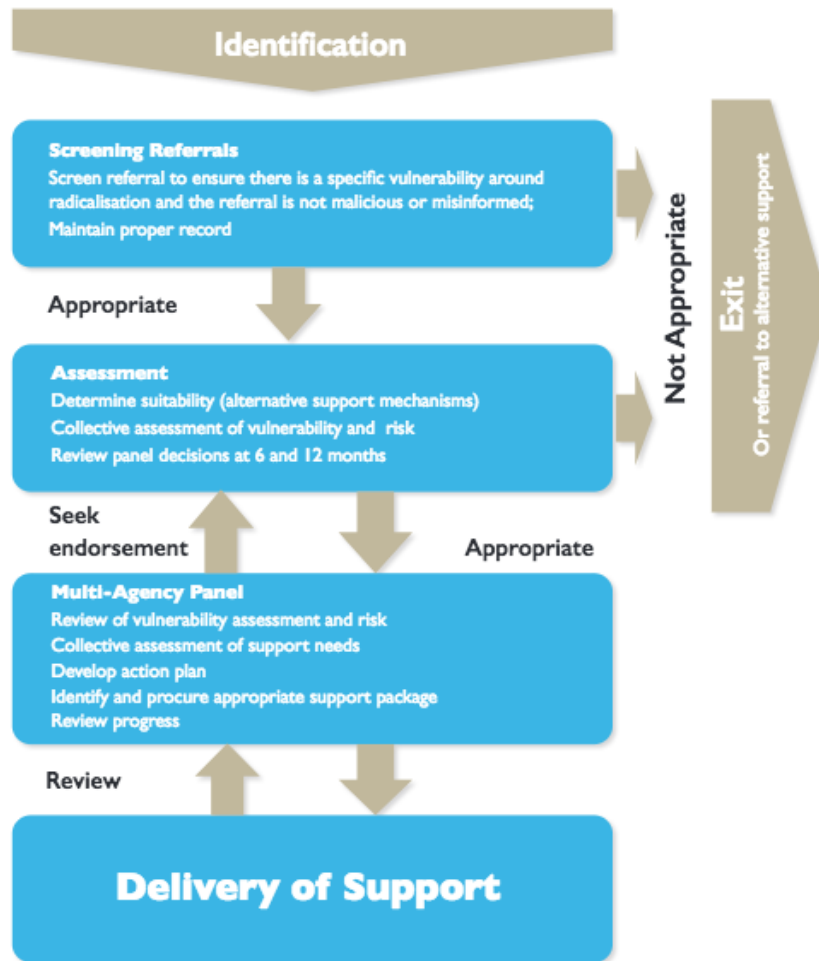 Identification
Screening Referrals
Screen referral to ensure there is a specific vulnerability around
radicalisation and the referral is not malicious or misinformed;
Maintain proper record
Appropriate
Assessment
Determine suitability (alternative support mechanisms)
Collective assessment of vulnerability and risk
Review panel decisions at 6 and 12 months
Seek
endorsement
Appropriate
Multi-Agency Panel
Review of vulnerability assessment and risk
Collective assessment of support needs
Develop action plan
Identify and procure appropriate support package
Review progress
Review
Delivery of Support
Not Appropriate
Exit
Or referral to alternative support